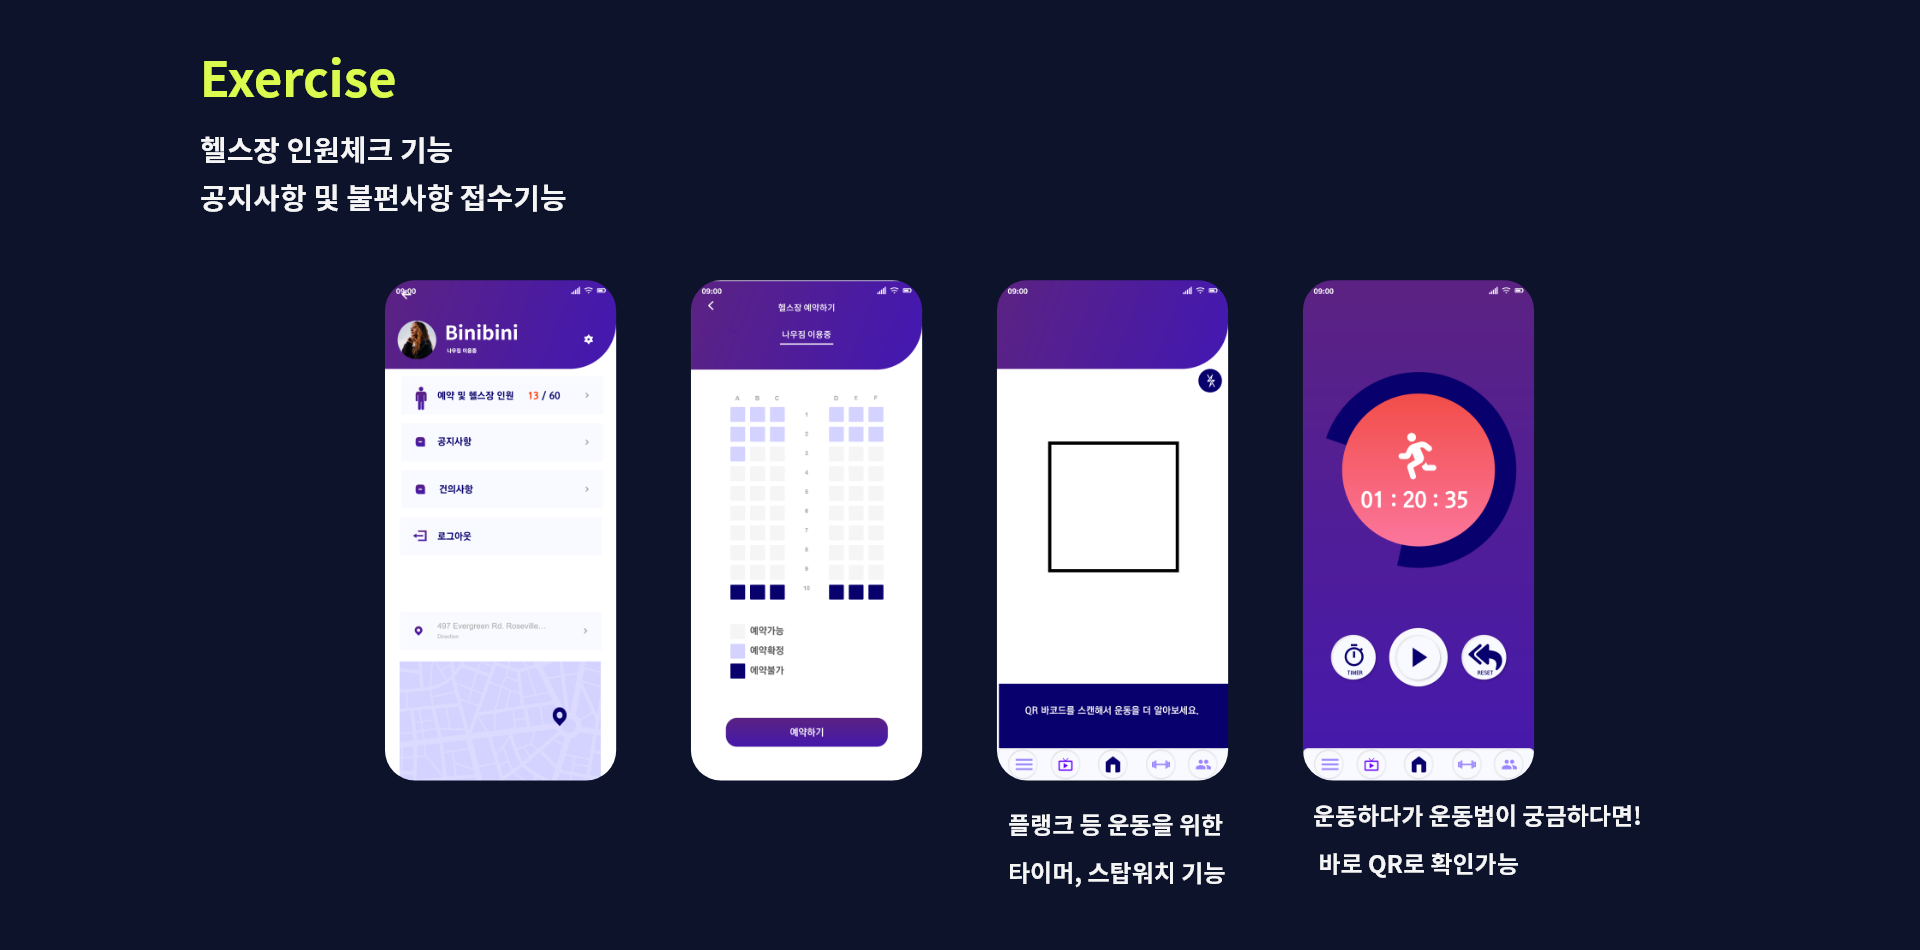 Exercise
헬스장 인원체크 기능
공지사항 및 불편사항 접수기능
09:00
Binibini
나우짐 이용중
예약 및 헬스장 인원 13 / 60
공지사항
건의사항
로그아웃
497 Evergreen Rd. Roseville...
Direction
09:00
헬스장 예약하기
나우짐 이용중
A B C D E F
1
2
3
4
5
6
7
8
9
10
예약가능
예약확정
예약불가
예약하기
09:00
QR 바코드를 스캔해서 운동을 더 알아보세요.
플랭크 등 운동을 위한
타이머, 스탑워치 기능
09:00
01 : 20 : 35
TIMER
RESET
운동하다가 운동법이 궁금하다면!
바로 QR로 확인가능